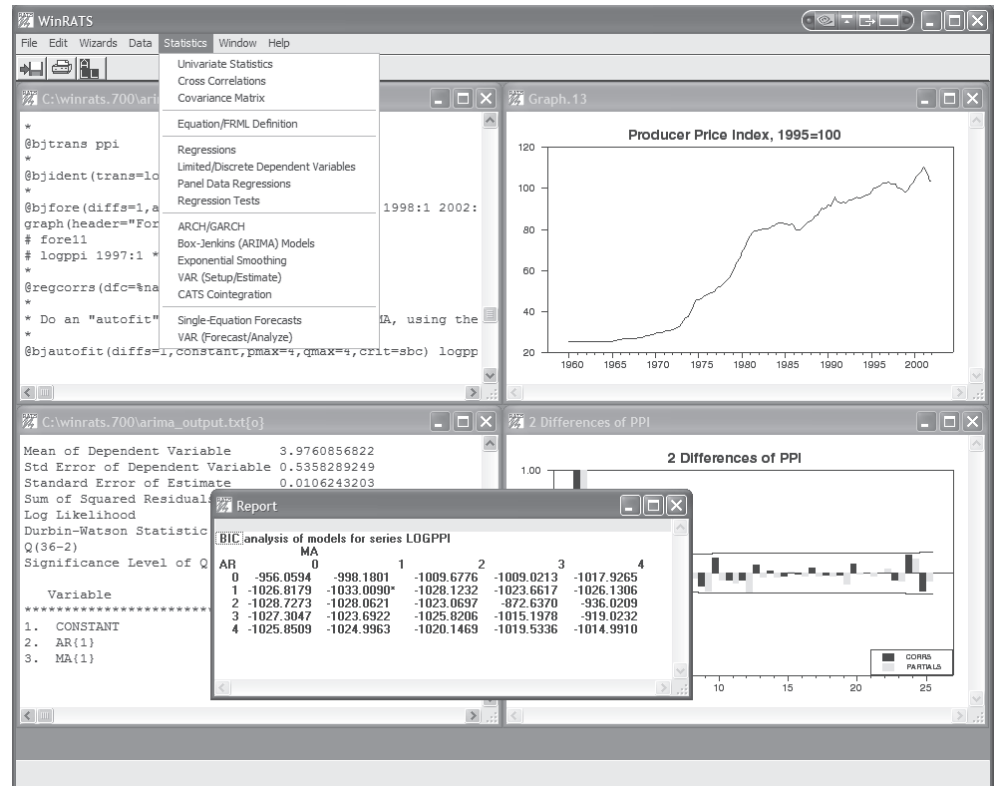 WinRATS
File Edit Wizards Data Statistics Window Help
Univariate Statistics
Cross Correlations
Covariance Matrix
Equation/FRML Definition
Regressions
Limited/Discrete Dependent Variables
Panel Data Regressions
Regression Tests
ARCH/GARCH
Box-Jenkins (ARIMA) Models
Exponential Smoothing
VAR (Setup/Estimate)
CATS Cointegration
Single-Equation Forecasts
VAR (Forecast/Analyze)
C:\winrats.700\ari
*
@bjtrans ppi
*
@bjident(trans=lo
*
@bjfore(diffs=1,a 1998:1 2002:
graph(header="For
# fore11
# logppi 1997:1 *
*
@regcorrs(dfc=%na
*
* Do an "autofit" MA, using the
*
@bjautofit(diffs=1,constant,pmax=4,qmax=4,crit=sbc) logpp
Graph.13
Producer Price Index, 1995=100
120
100
80
60
40
20
1960 1965 1970 1975 1980 1985 1990 1995 2000
C:\winrats.700\arima_output.txt{o}
Mean of Dependent Variable 3.9760856822
Std Error of Dependent Variable 0.5358289249
Standard Error of Estimate 0.0106243203
Sum of Squared Residuals
Log Likelihood
Durbin-Watson Statistic
Q(36-2)
Significance Level of Q
Variable
1. CONSTANT
2. AR{1}
3. MA{1}
2 Differences of PPI
2 Differences of PPI
1.00
CORRS
PARTIALS
10 15 20 25
Report
BIC analysis of models for series LOGPPI
MA
AR 0 1 2 3 4
0 -956.0594 -998.1801 -1009.6776 -1009.0213 -1017.9265
1 -1026.8179 -1033.0090* -1028.1232 -1023.6617 -1026.1306
2 -1028.7273 -1028.0621 -1023.0697 -872.6370 -936.0209
3 -1027.3047 -1023.6922 -1025.8206 -1015.1978 -919.0232
4 -1025.8509 -1024.9963 -1020.1469 -1019.5336 -1014.9910